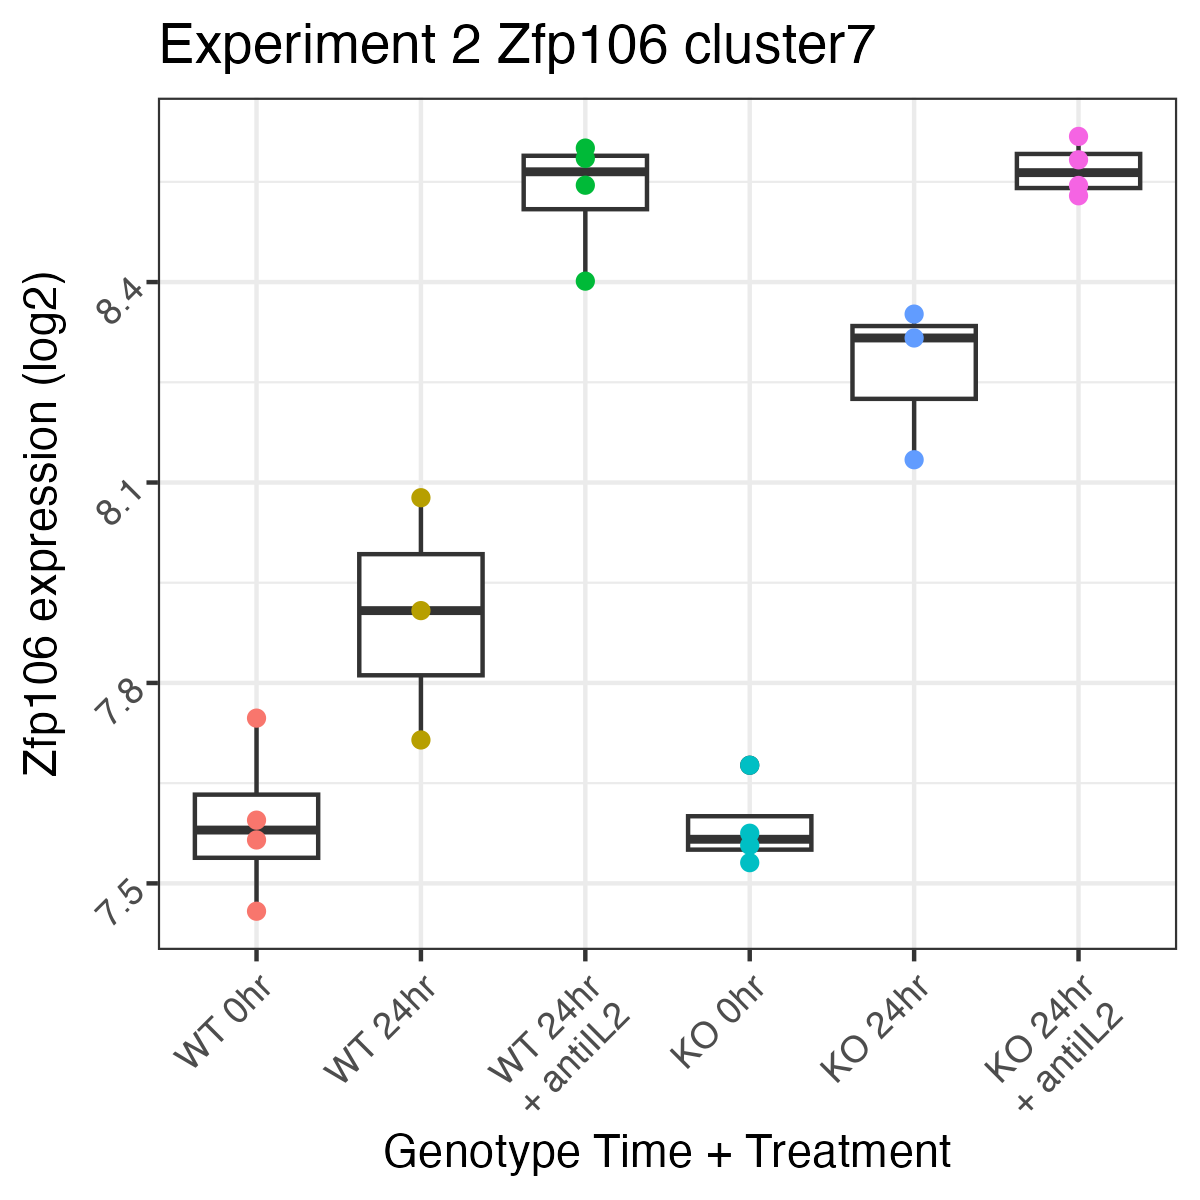 Experiment 2 Zfp106 cluster7
Zfp106 expression (log2)
8.4
8.1
7.8
7.5
WT 0hr
WT 24hr
WT 24hr
+ antiIL2
KO 0hr
KO 24hr
KO 24hr
+ antiIL2
Genotype Time + Treatment